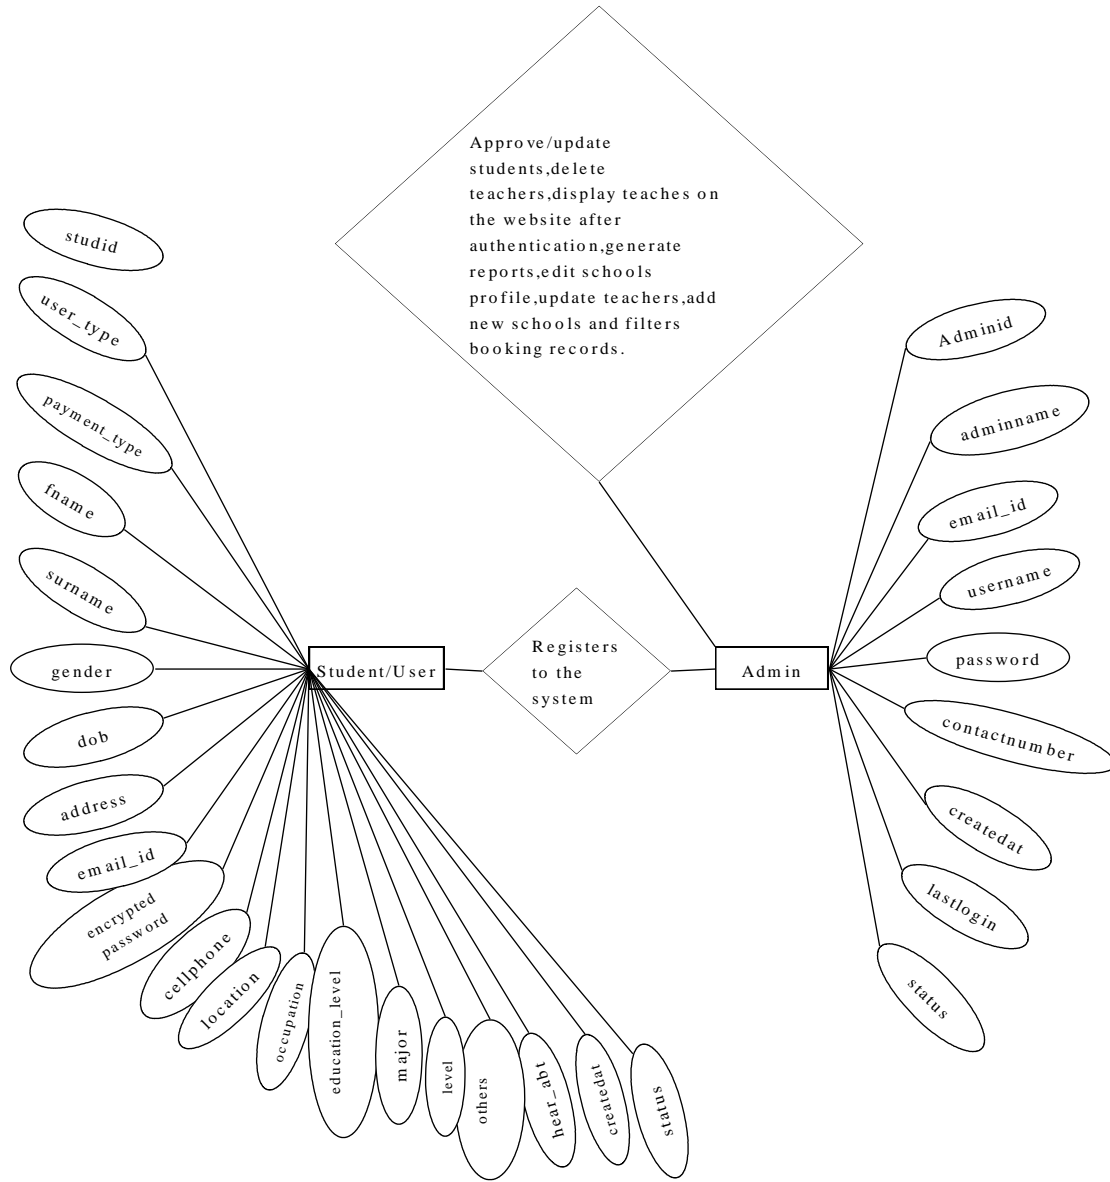 Approve/update
students,delete
teachers,display teaches on
the website after
authentication,generate
reports,edit schools
profile,update teachers,add
new schools and filters
booking records.
studid
user_type
payment_type
fname
surname
gender
dob
address
email_id
encrypted
password
cellphone
location
occupation
education_level
major
level
others
hear_abt
createdat
status
Student/User
Registers
to the
system
Admin
Adminid
adminname
email_id
username
password
contactnumber
createdat
lastlogin
status